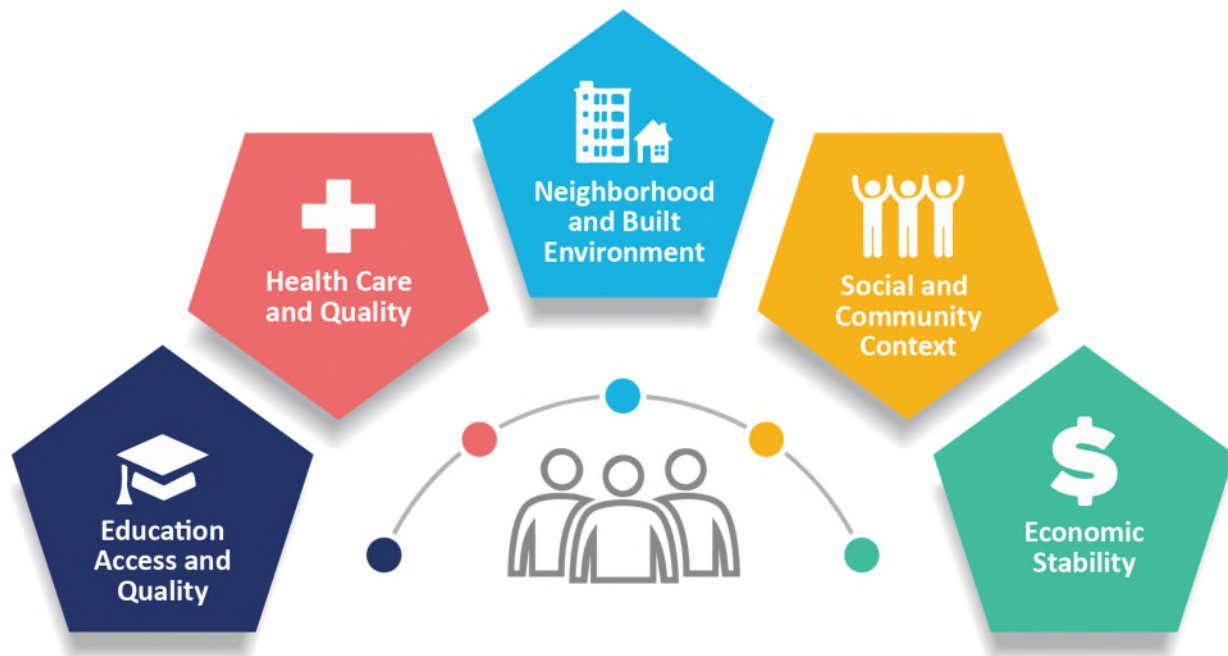 Education
Access and
Quality
Health Care
and Quality
Neighborhood
and Built
Environment
Social and
Community
Context
$
Economic
Stability